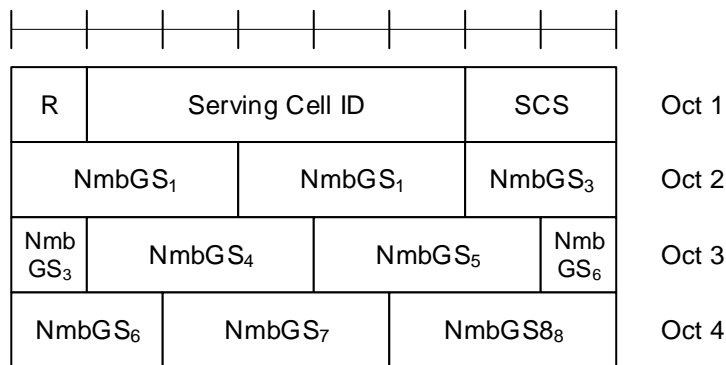 R Serving Cell ID SCS Oct 1
NmbGS₁ NmbGS₁ NmbGS₃ Oct 2
Nmb GS₃ NmbGS₄ NmbGS₅ Nmb GS₆ Oct 3
NmbGS₆ NmbGS₇ NmbGS8₈ Oct 4